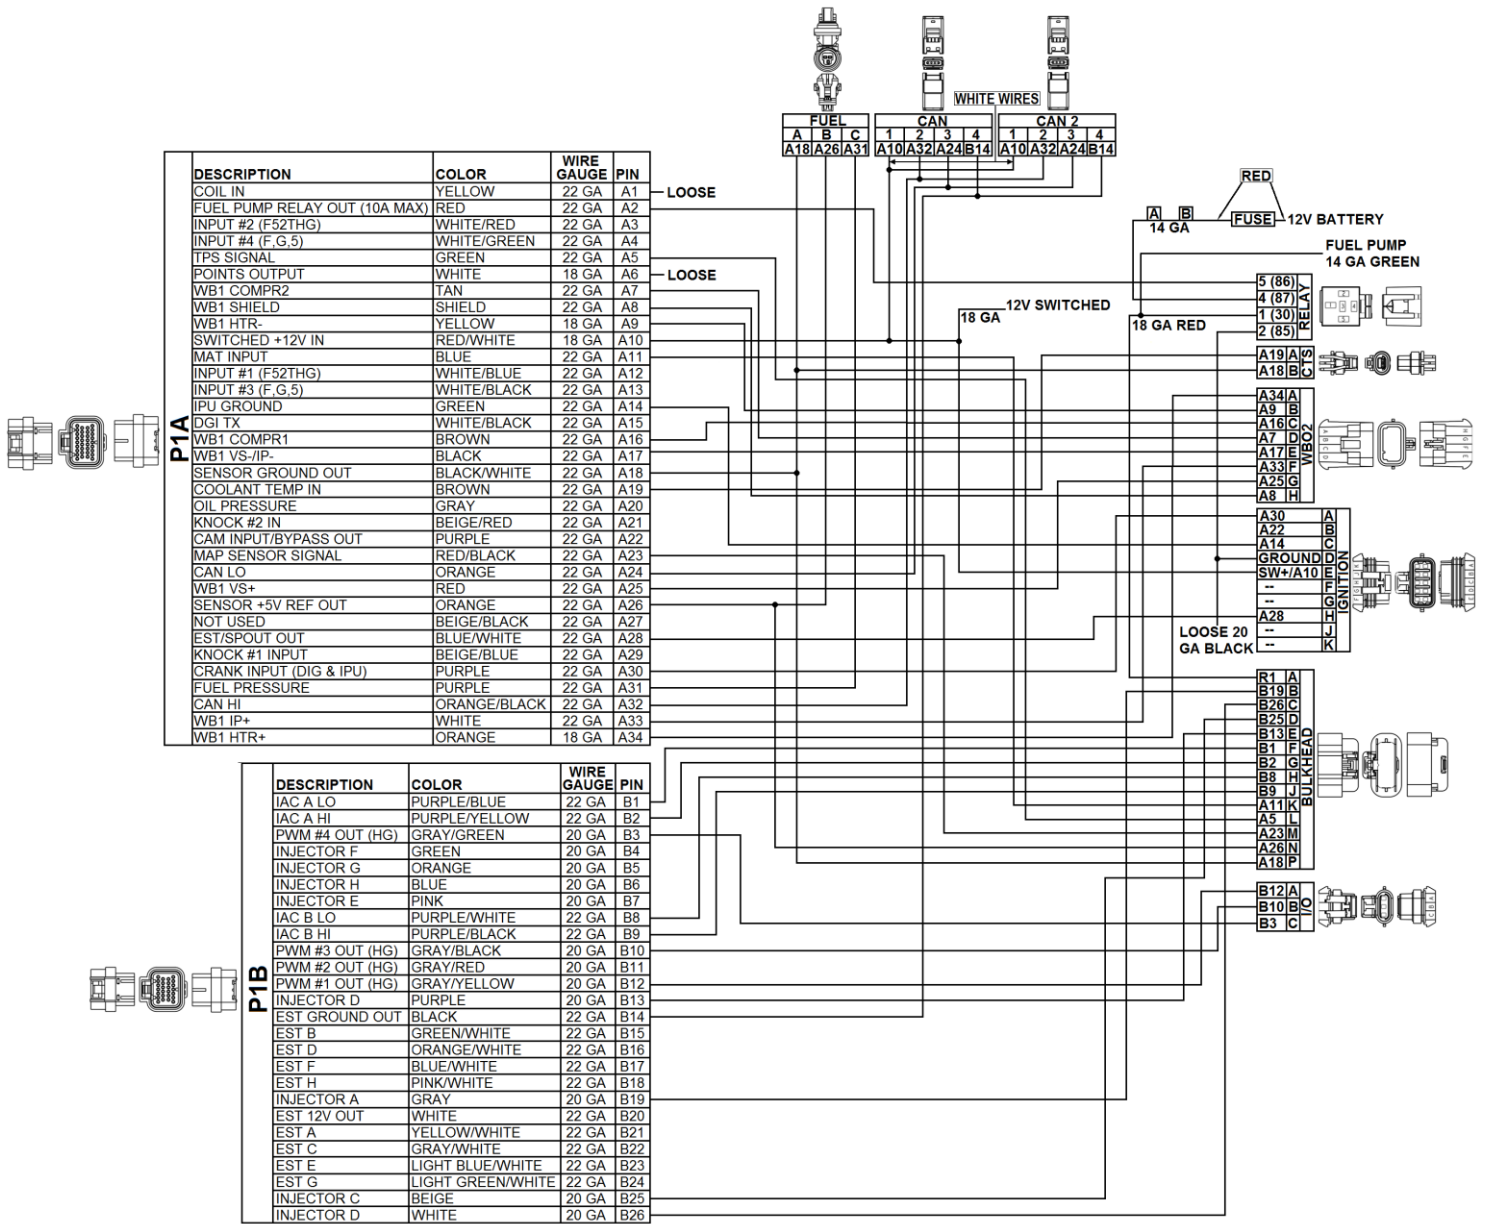 WHITE WIRES
FUEL
A B C
A18 A26 A31
CAN
1 2 3 4
A10 A32 A24 B14
CAN 2
1 2 3 4
A10 A32 A24 B14
P1A
DESCRIPTION COLOR WIRE GAUGE PIN
COIL IN YELLOW 22 GA A1
FUEL PUMP RELAY OUT (10A MAX) RED 22 GA A2
INPUT #2 (F52THG) WHITE/RED 22 GA A3
INPUT #4 (F,G,5) WHITE/GREEN 22 GA A4
TPS SIGNAL GREEN 22 GA A5
POINTS OUTPUT WHITE 18 GA A6
WB1 COMPR2 TAN 22 GA A7
WB1 SHIELD SHIELD 22 GA A8
WB1 HTR- YELLOW 18 GA A9
SWITCHED +12V IN RED/WHITE 18 GA A10
MAT INPUT BLUE 22 GA A11
INPUT #1 (F52THG) WHITE/BLUE 22 GA A12
INPUT #3 (F,G,5) WHITE/BLACK 22 GA A13
IPU GROUND GREEN 22 GA A14
DGI TX WHITE/BLACK 22 GA A15
WB1 COMPR1 BROWN 22 GA A16
WB1 VS-/IP- BLACK 22 GA A17
SENSOR GROUND OUT BLACK/WHITE 22 GA A18
COOLANT TEMP IN BROWN 22 GA A19
OIL PRESSURE GRAY 22 GA A20
KNOCK #2 IN BEIGE/RED 22 GA A21
CAM INPUT/BYPASS OUT PURPLE 22 GA A22
MAP SENSOR SIGNAL RED/BLACK 22 GA A23
CAN LO ORANGE 22 GA A24
WB1 VS+ RED 22 GA A25
SENSOR +5V REF OUT ORANGE 22 GA A26
NOT USED BEIGE/BLACK 22 GA A27
EST/SPOUT OUT BLUE/WHITE 22 GA A28
KNOCK #1 INPUT BEIGE/BLUE 22 GA A29
CRANK INPUT (DIG & IPU) PURPLE 22 GA A30
FUEL PRESSURE PURPLE 22 GA A31
CAN HI ORANGE/BLACK 22 GA A32
WB1 IP+ WHITE 22 GA A33
WB1 HTR+ ORANGE 18 GA A34
LOOSE
LOOSE
P1B
DESCRIPTION COLOR WIRE GAUGE PIN
IAC A LO PURPLE/BLUE 22 GA B1
IAC A HI PURPLE/YELLOW 22 GA B2
PWM #4 OUT (HG) GRAY/GREEN 20 GA B3
INJECTOR F GREEN 20 GA B4
INJECTOR G ORANGE 20 GA B5
INJECTOR H BLUE 20 GA B6
INJECTOR E PINK 20 GA B7
IAC B LO PURPLE/WHITE 22 GA B8
IAC B HI PURPLE/BLACK 22 GA B9
PWM #3 OUT (HG) GRAY/BLACK 20 GA B10
PWM #2 OUT (HG) GRAY/RED 20 GA B11
PWM #1 OUT (HG) GRAY/YELLOW 20 GA B12
INJECTOR D PURPLE 20 GA B13
EST GROUND OUT BLACK 22 GA B14
EST B GREEN/WHITE 22 GA B15
EST D ORANGE/WHITE 22 GA B16
EST F BLUE/WHITE 22 GA B17
EST H PINK/WHITE 22 GA B18
INJECTOR A GRAY 20 GA B19
EST 12V OUT WHITE 22 GA B20
EST A YELLOW/WHITE 22 GA B21
EST C GRAY/WHITE 22 GA B22
EST E LIGHT BLUE/WHITE 22 GA B23
EST G LIGHT GREEN/WHITE 22 GA B24
INJECTOR C BEIGE 20 GA B25
INJECTOR D WHITE 20 GA B26
RED
A B
14 GA
FUSE
12V BATTERY
FUEL PUMP
14 GA GREEN
12V SWITCHED
18 GA
18 GA RED
RELAY
5 (86)
4 (87)
1 (30)
2 (85)
CTS
A19 A
A18 B
WBO2
A34 A
A9 B
A16 C
A7 D
A17 E
A33 F
A25 G
A8 H
IGNITION
A30 A
A22 B
A14 C
GROUND D
SW+/A10 E
-- F
-- G
A28 H
-- J
-- K
LOOSE 20
GA BLACK
BULKHEAD
R1 A
B19 B
B26 C
B25 D
B13 E
B1 F
B2 G
B8 H
B9 J
A11 K
A5 L
A23 M
A26 N
A18 P
I/O
B12 A
B10 B
B3 C